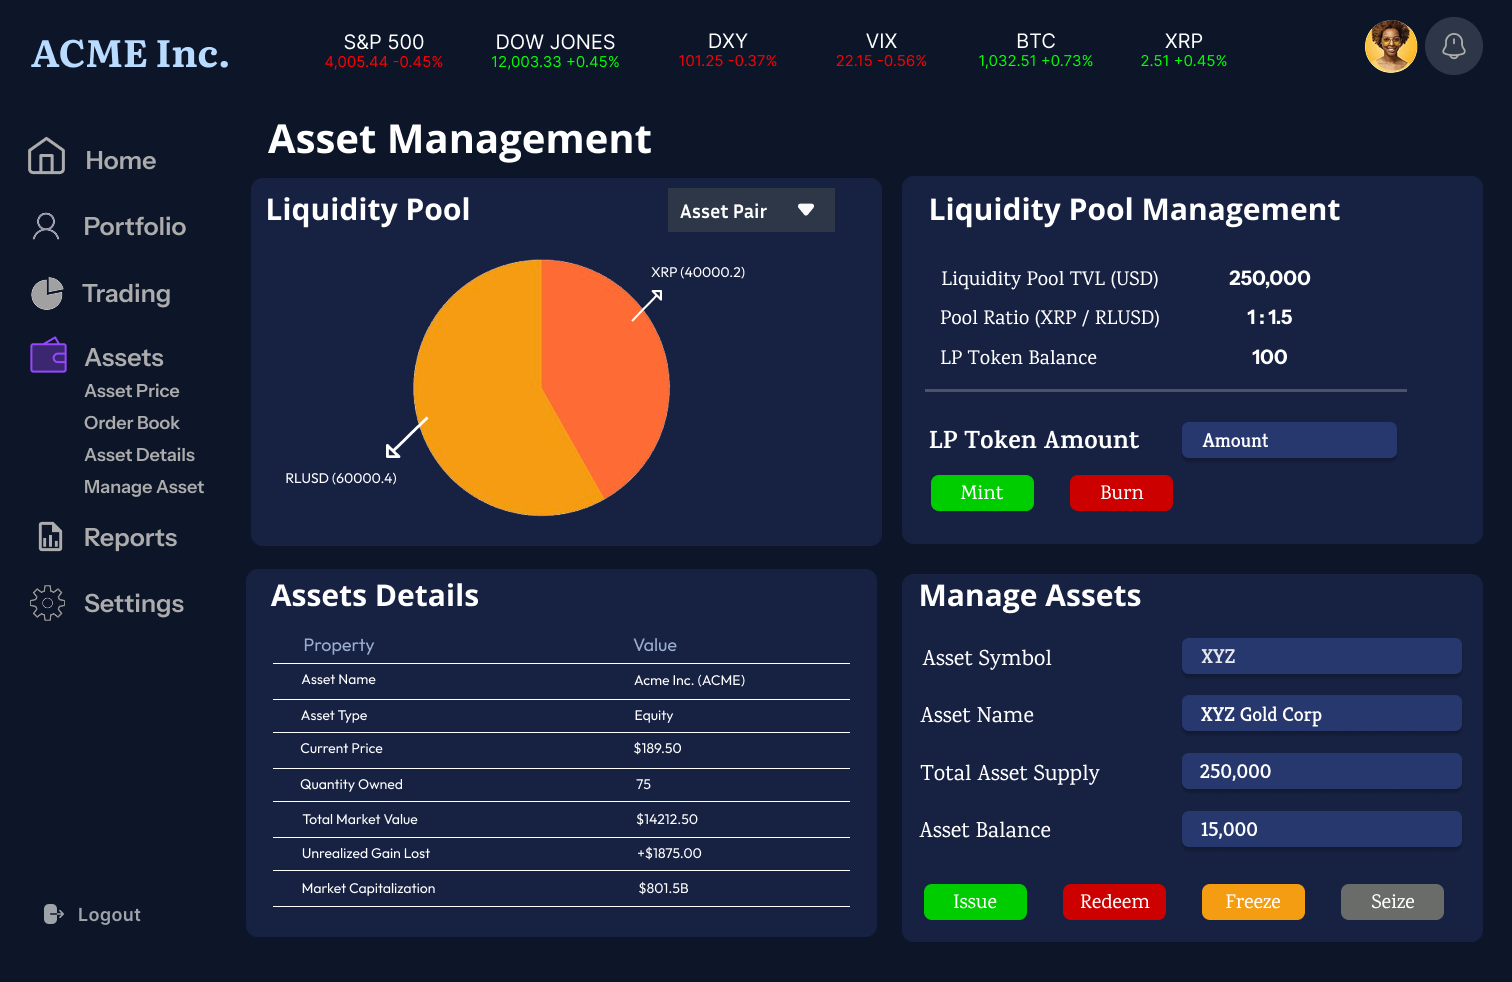 ACME Inc.
S&P 500
4,005.44 -0.45%
DOW JONES
12,003.33 +0.45%
DXY
101.25 -0.37%
VIX
22.15 -0.56%
BTC
1,032.51 +0.73%
XRP
2.51 +0.45%
Home
Portfolio
Trading
Assets
Asset Price
Order Book
Asset Details
Manage Asset
Reports
Settings
Logout
Asset Management
Liquidity Pool
Asset Pair
XRP (40000.2)
RLUSD (60000.4)
Liquidity Pool Management
Liquidity Pool TVL (USD) 250,000
Pool Ratio (XRP / RLUSD) 1 : 1.5
LP Token Balance 100
LP Token Amount Amount
Mint Burn
Assets Details
Property Value
Asset Name Acme Inc. (ACME)
Asset Type Equity
Current Price $189.50
Quantity Owned 75
Total Market Value $14212.50
Unrealized Gain Lost +$1875.00
Market Capitalization $801.5B
Manage Assets
Asset Symbol XYZ
Asset Name XYZ Gold Corp
Total Asset Supply 250,000
Asset Balance 15,000
Issue Redeem Freeze Seize